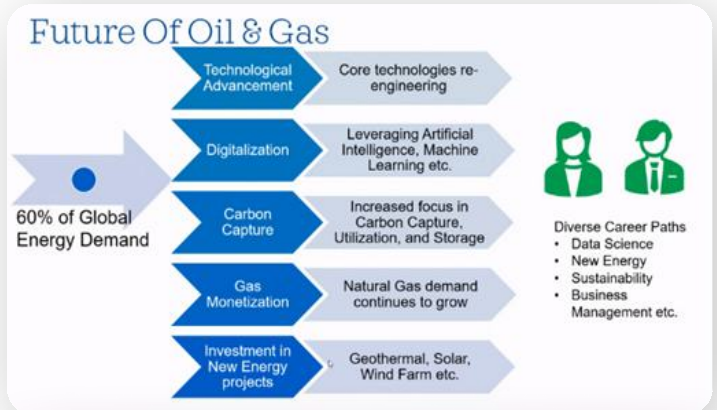 Future Of Oil & Gas
60% of Global
Energy Demand
Technological
Advancement
Core technologies re-
engineering
Digitalization
Leveraging Artificial
Intelligence, Machine
Learning etc.
Carbon
Capture
Increased focus in
Carbon Capture,
Utilization, and Storage
Gas
Monetization
Natural Gas demand
continues to grow
Investment in
New Energy
projects
Geothermal, Solar,
Wind Farm etc.
Diverse Career Paths
• Data Science
• New Energy
• Sustainability
• Business
Management etc.